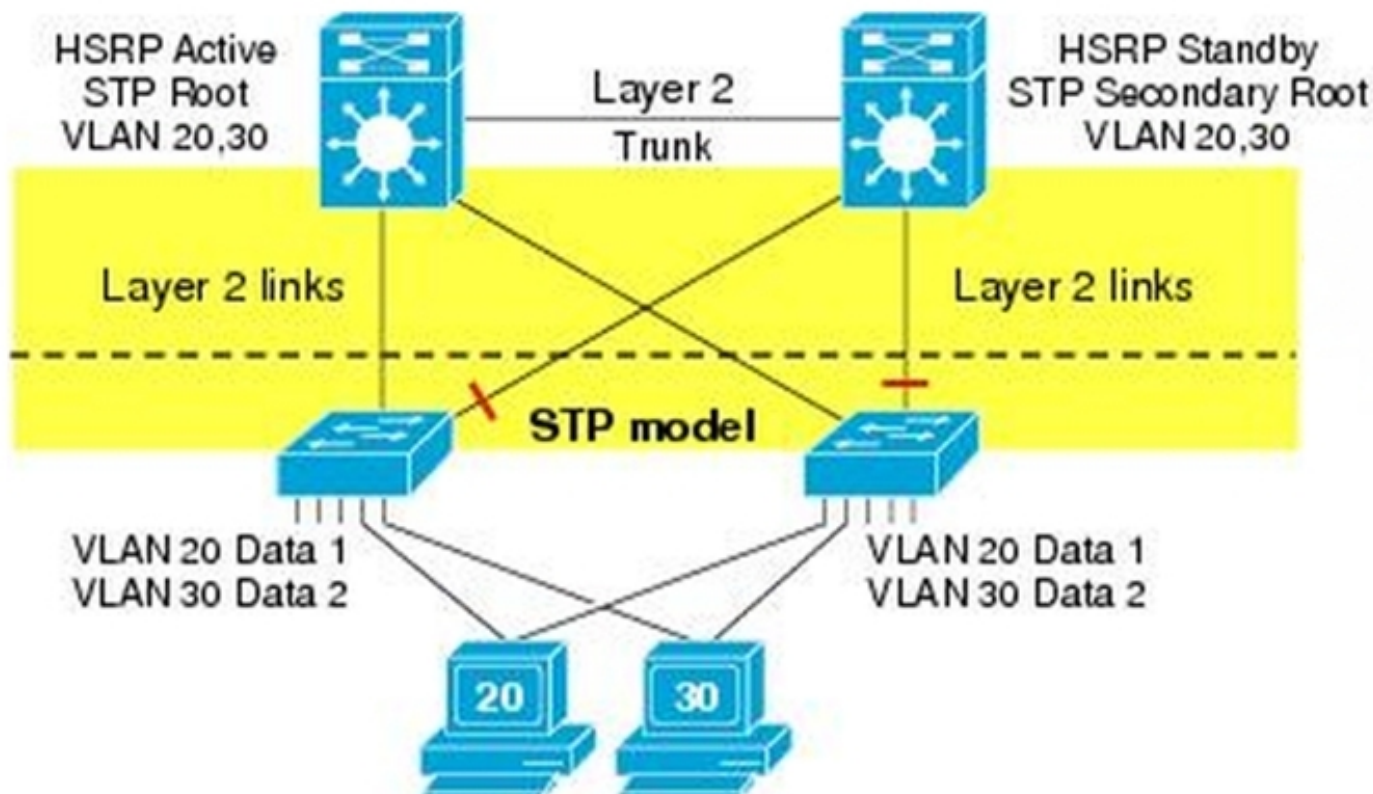 HSRP Active
STP Root
VLAN 20,30
Layer 2
Trunk
HSRP Standby
STP Secondary Root
VLAN 20,30
Layer 2 links
Layer 2 links
STP model
VLAN 20 Data 1
VLAN 30 Data 2
VLAN 20 Data 1
VLAN 30 Data 2
20
30